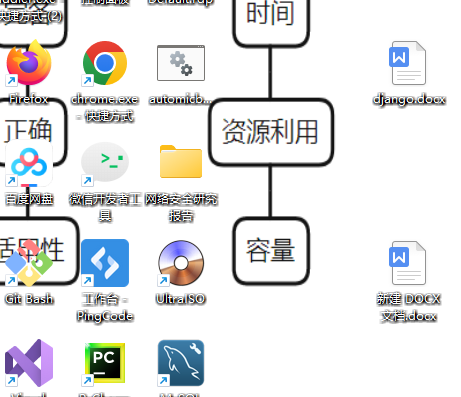 快捷方式 (2)
时间
Firefox
chrome.exe
- 快捷方式
automicb...
django.docx
正确
资源利用
百度网盘
微信开发者工
具
网络安全研究
报告
适用性
容量
Git Bash
工作台 -
PingCode
UltraISO
新建 DOCX
文档.docx
PC